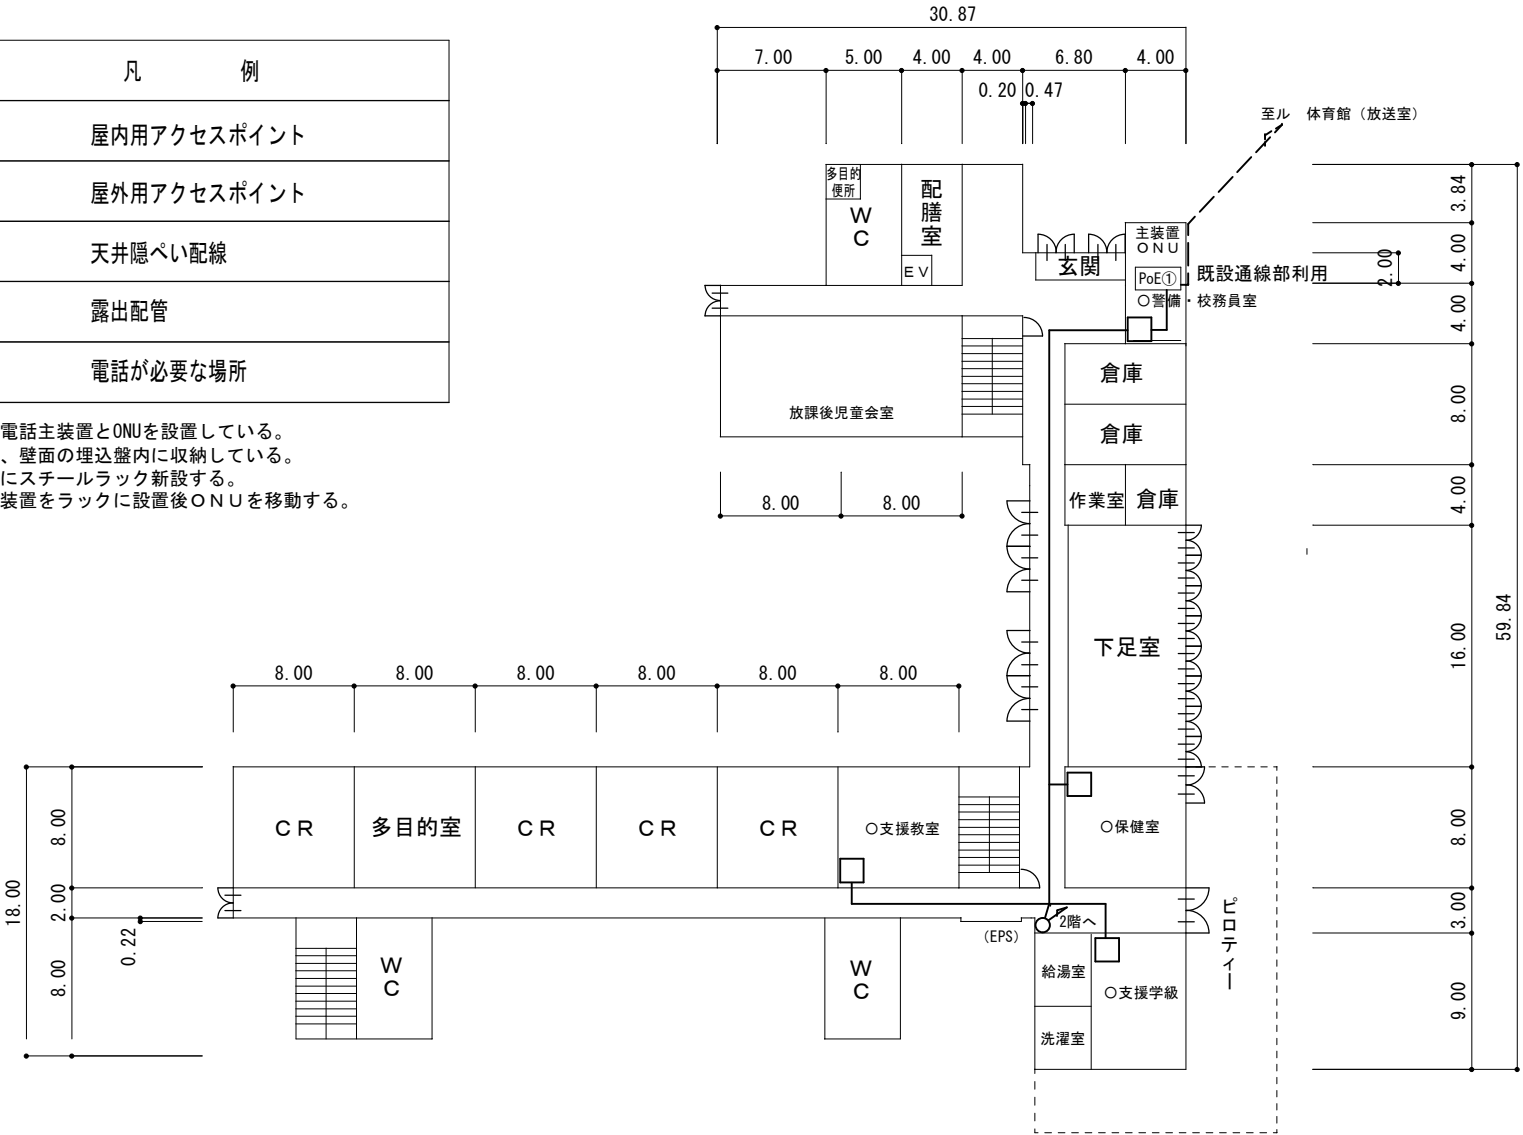 30.87
7.00 5.00 4.00 4.00 6.80 4.00
0.20 0.47
凡 例
屋内用アクセスポイント
屋外用アクセスポイント
天井隠ぺい配線
露出配管
電話が必要な場所
電話主装置とONUを設置している。
、壁面の埋込盤内に収納している。
にスチールラック新設する。
装置をラックに設置後ＯＮＵを移動する。
至ル 体育館（放送室）
多目的
便所
WC
配膳室
EV
玄関
主装置
ＯＮＵ
PoE①
既設通線部利用
○警備・校務員室
2.00
3.84
4.00
4.00
8.00
4.00
16.00
8.00
3.00
9.00
59.84
倉庫
倉庫
作業室 倉庫
放課後児童会室
8.00 8.00
下足室
8.00 8.00 8.00 8.00 8.00 8.00
CR 多目的室 CR CR CR ○支援教室
○保健室
8.00
2.00
8.00
18.00
0.22
WC
WC
(EPS)
2階へ
給湯室
○支援学級
洗濯室
ピロティー